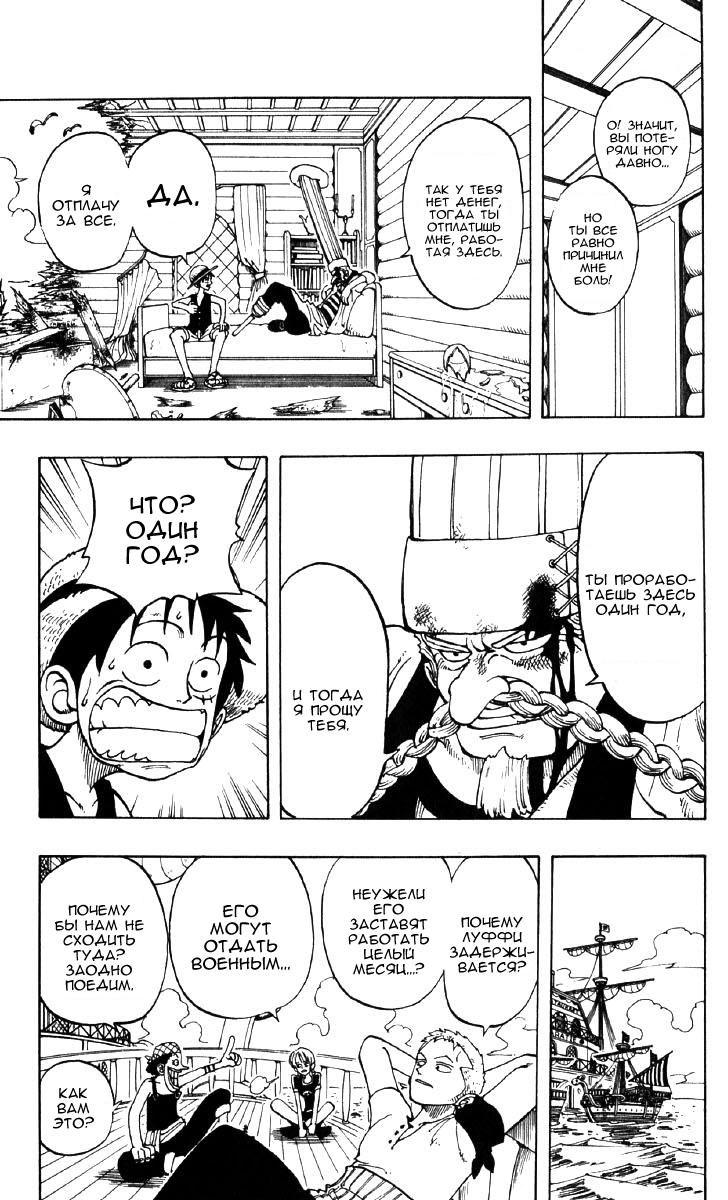 О! ЗНАЧИТ,
ВЫ ПОТЕ-
РЯЛИ НОГУ
ДАВНО...
НО
ТЫ ВСЕ
РАВНО
ПРИЧИНИЛ
МНЕ
БОЛЬ!
ТАК У ТЕБЯ
НЕТ ДЕНЕГ,
ТОГДА ТЫ
ОТПЛАТИШЬ
МНЕ, РАБО-
ТАЯ ЗДЕСЬ.
ДА.
Я
ОТПЛАЧУ
ЗА ВСЕ.
ТЫ ПРОРАБО-
ТАЕШЬ ЗДЕСЬ
ОДИН ГОД,
И ТОГДА
Я ПРОЩУ
ТЕБЯ.
ЧТО?
ОДИН
ГОД?
ПОЧЕМУ
ЛУФФИ
ЗАДЕРЖИ-
ВАЕТСЯ?
НЕУЖЕЛИ
ЕГО
ЗАСТАВЯТ
РАБОТАТЬ
ЦЕЛЫЙ
МЕСЯЦ...?
ЕГО
МОГУТ
ОТДАТЬ
ВОЕННЫМ...
ПОЧЕМУ
БЫ НАМ НЕ
СХОДИТЬ
ТУДА?
ЗАОДНО
ПОЕДИМ.
КАК
ВАМ
ЭТО?